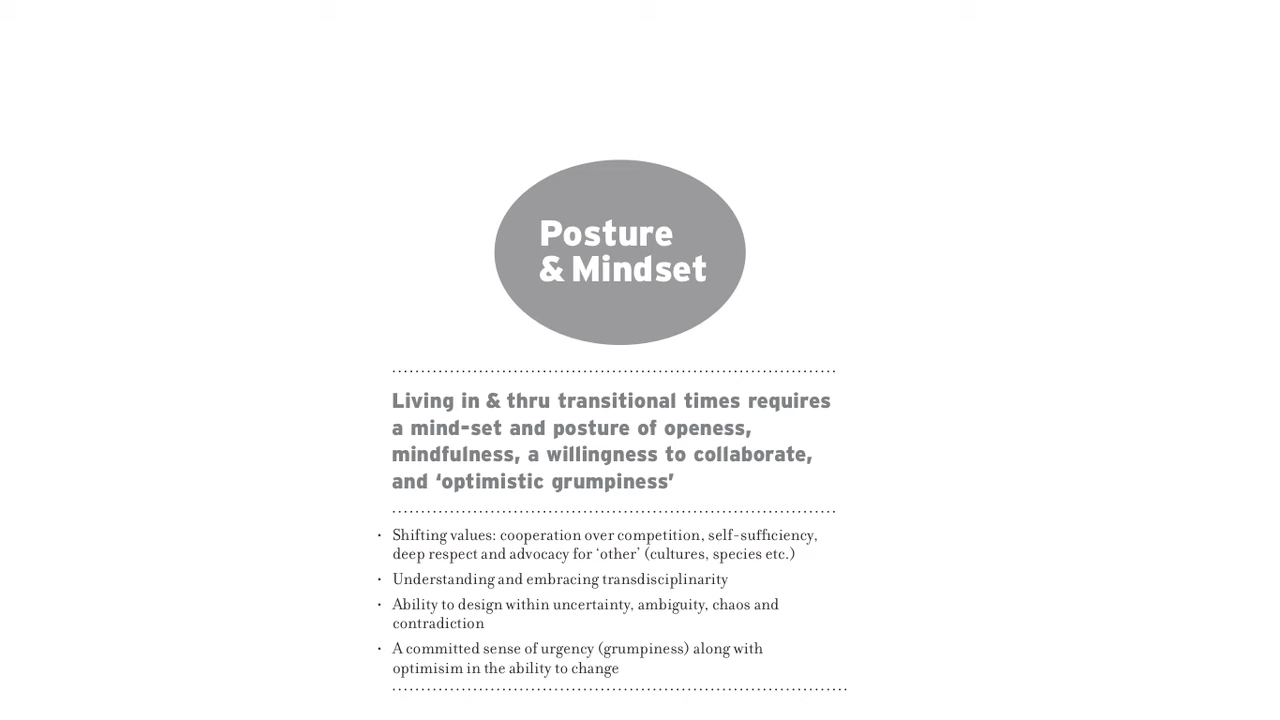 Posture
& Mindset
Living in & thru transitional times requires
a mind-set and posture of openess,
mindfulness, a willingness to collaborate,
and ‘optimistic grumpiness’
· Shifting values: cooperation over competition, self-sufficiency,
deep respect and advocacy for ‘other’ (cultures, species etc.)
· Understanding and embracing transdisciplinarity
· Ability to design within uncertainty, ambiguity, chaos and
contradiction
· A committed sense of urgency (grumpiness) along with
optimisim in the ability to change